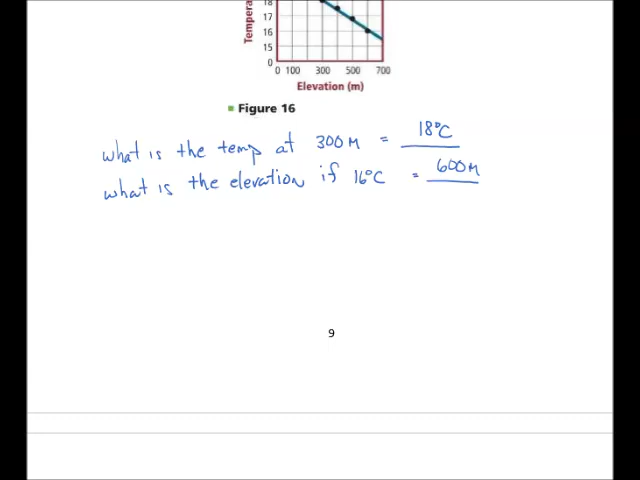 Temperat
18
17
16
15
0
0 100 300 500 700
Elevation (m)
Figure 16
what is the temp at 300 M = 18°C
what is the elevation if 16°C = 600 M
9